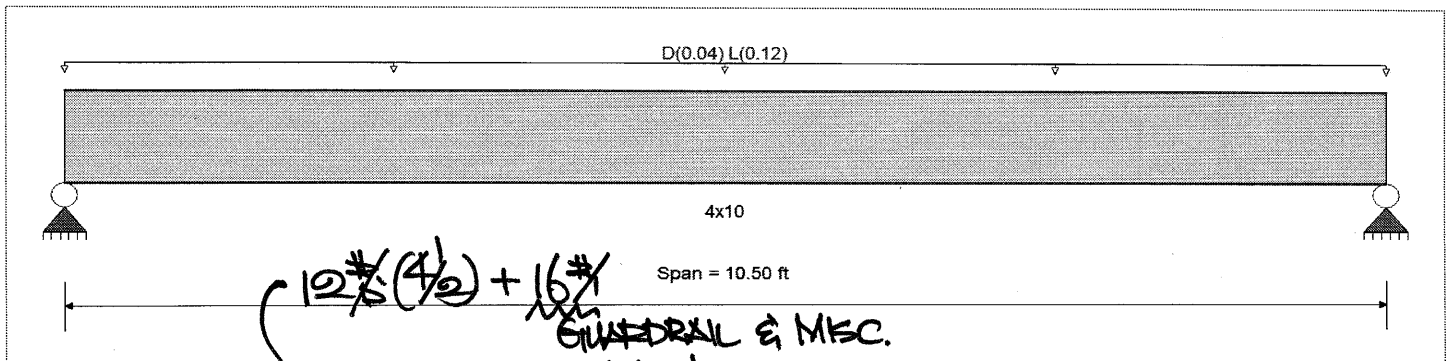 D(0.04) L(0.12)
4x10
12#/s(4'/2) + 16#/'
Span = 10.50 ft
GUARDRAIL & MISC.